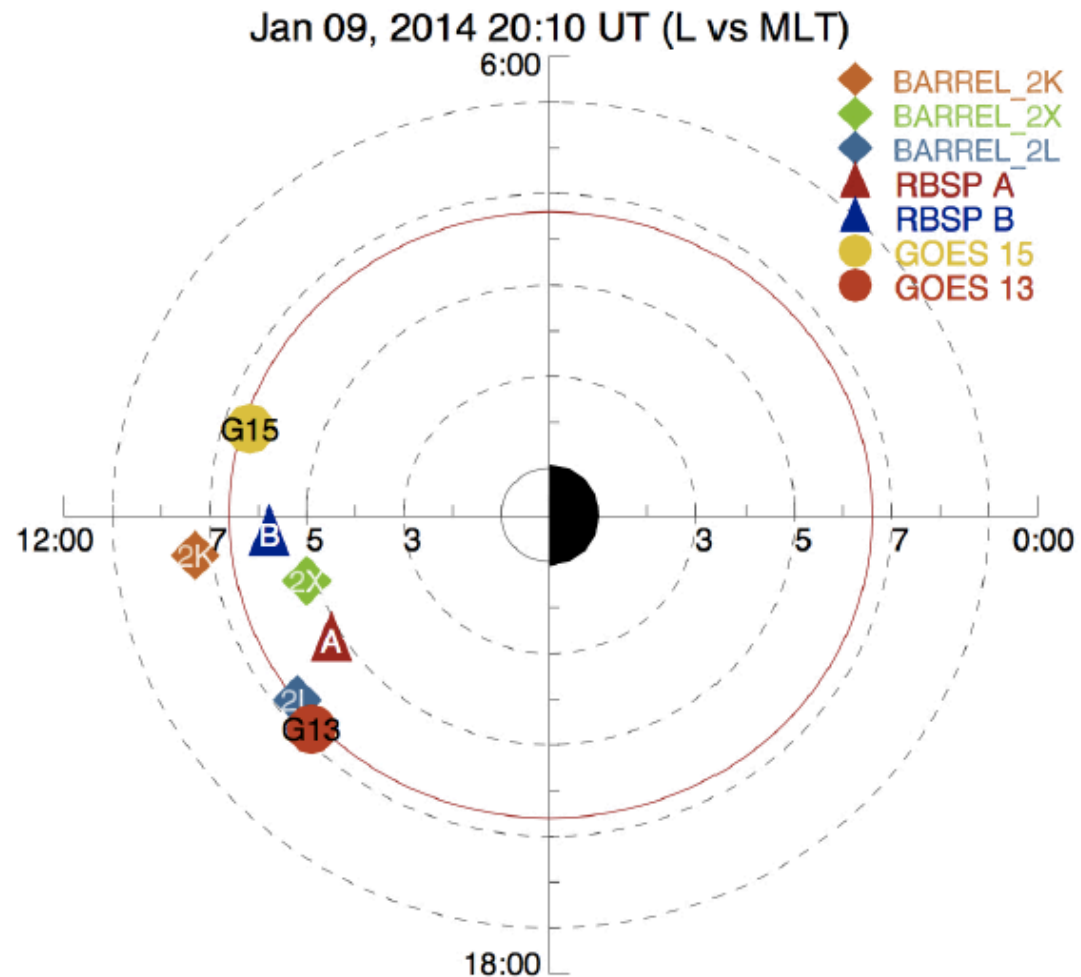 Jan 09, 2014 20:10 UT (L vs MLT)
6:00
BARREL_2K
BARREL_2X
BARREL_2L
RBSP A
RBSP B
GOES 15
GOES 13
G15
12:00 7 5 3 3 5 7 0:00
B
2K
2X
A
2L
G13
18:00